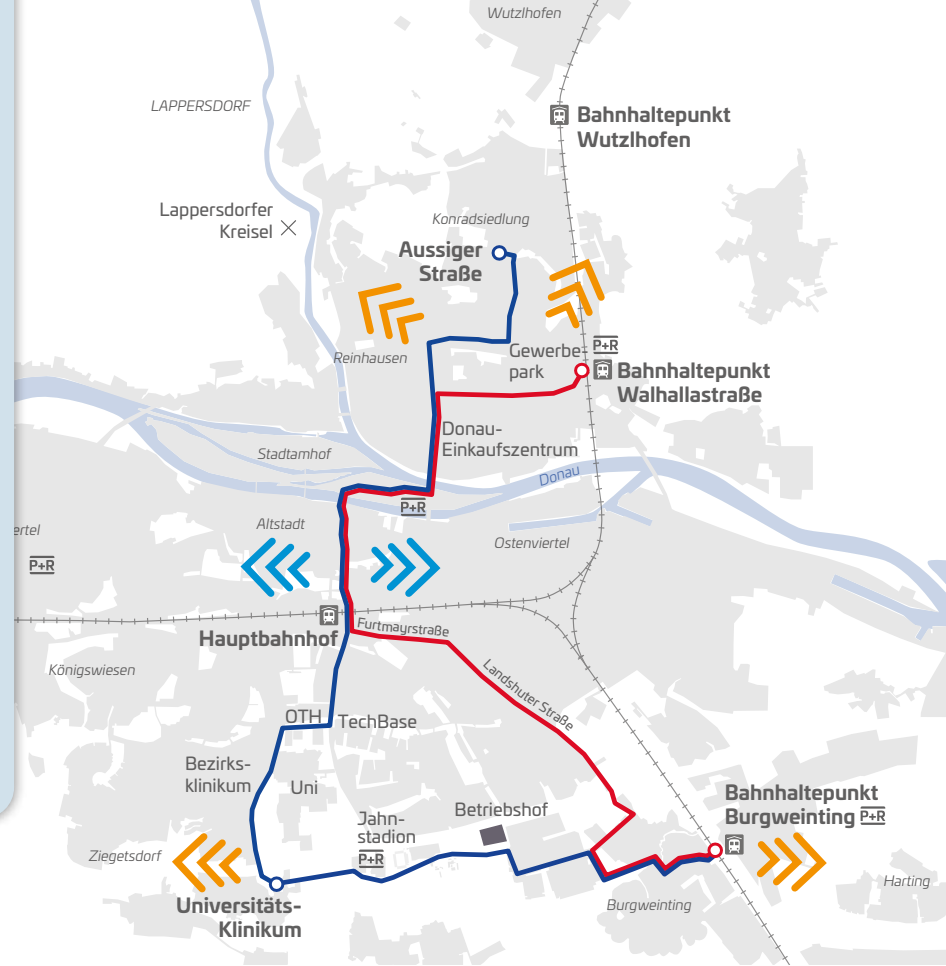 Wutzlhofen
LAPPERSDORF
Bahnhaltepunkt
Wutzlhofen
Lappersdorfer
Kreisel
Konradsiedlung
Aussiger
Straße
Reinhausen
Gewerbe-
park
P+R
Bahnhaltepunkt
Walhallastraße
Donau-
Einkaufszentrum
Stadtamhof
Donau
P+R
Altstadt
Ostenviertel
ertel
P+R
Hauptbahnhof
Furtmayrstraße
Königswiesen
Landshuter Straße
OTH
TechBase
Bezirks-
klinikum
Uni
Jahn-
stadion
P+R
Betriebshof
Bahnhaltepunkt
Burgweinting P+R
Ziegetsdorf
Harting
Universitäts-
Klinikum
Burgweinting